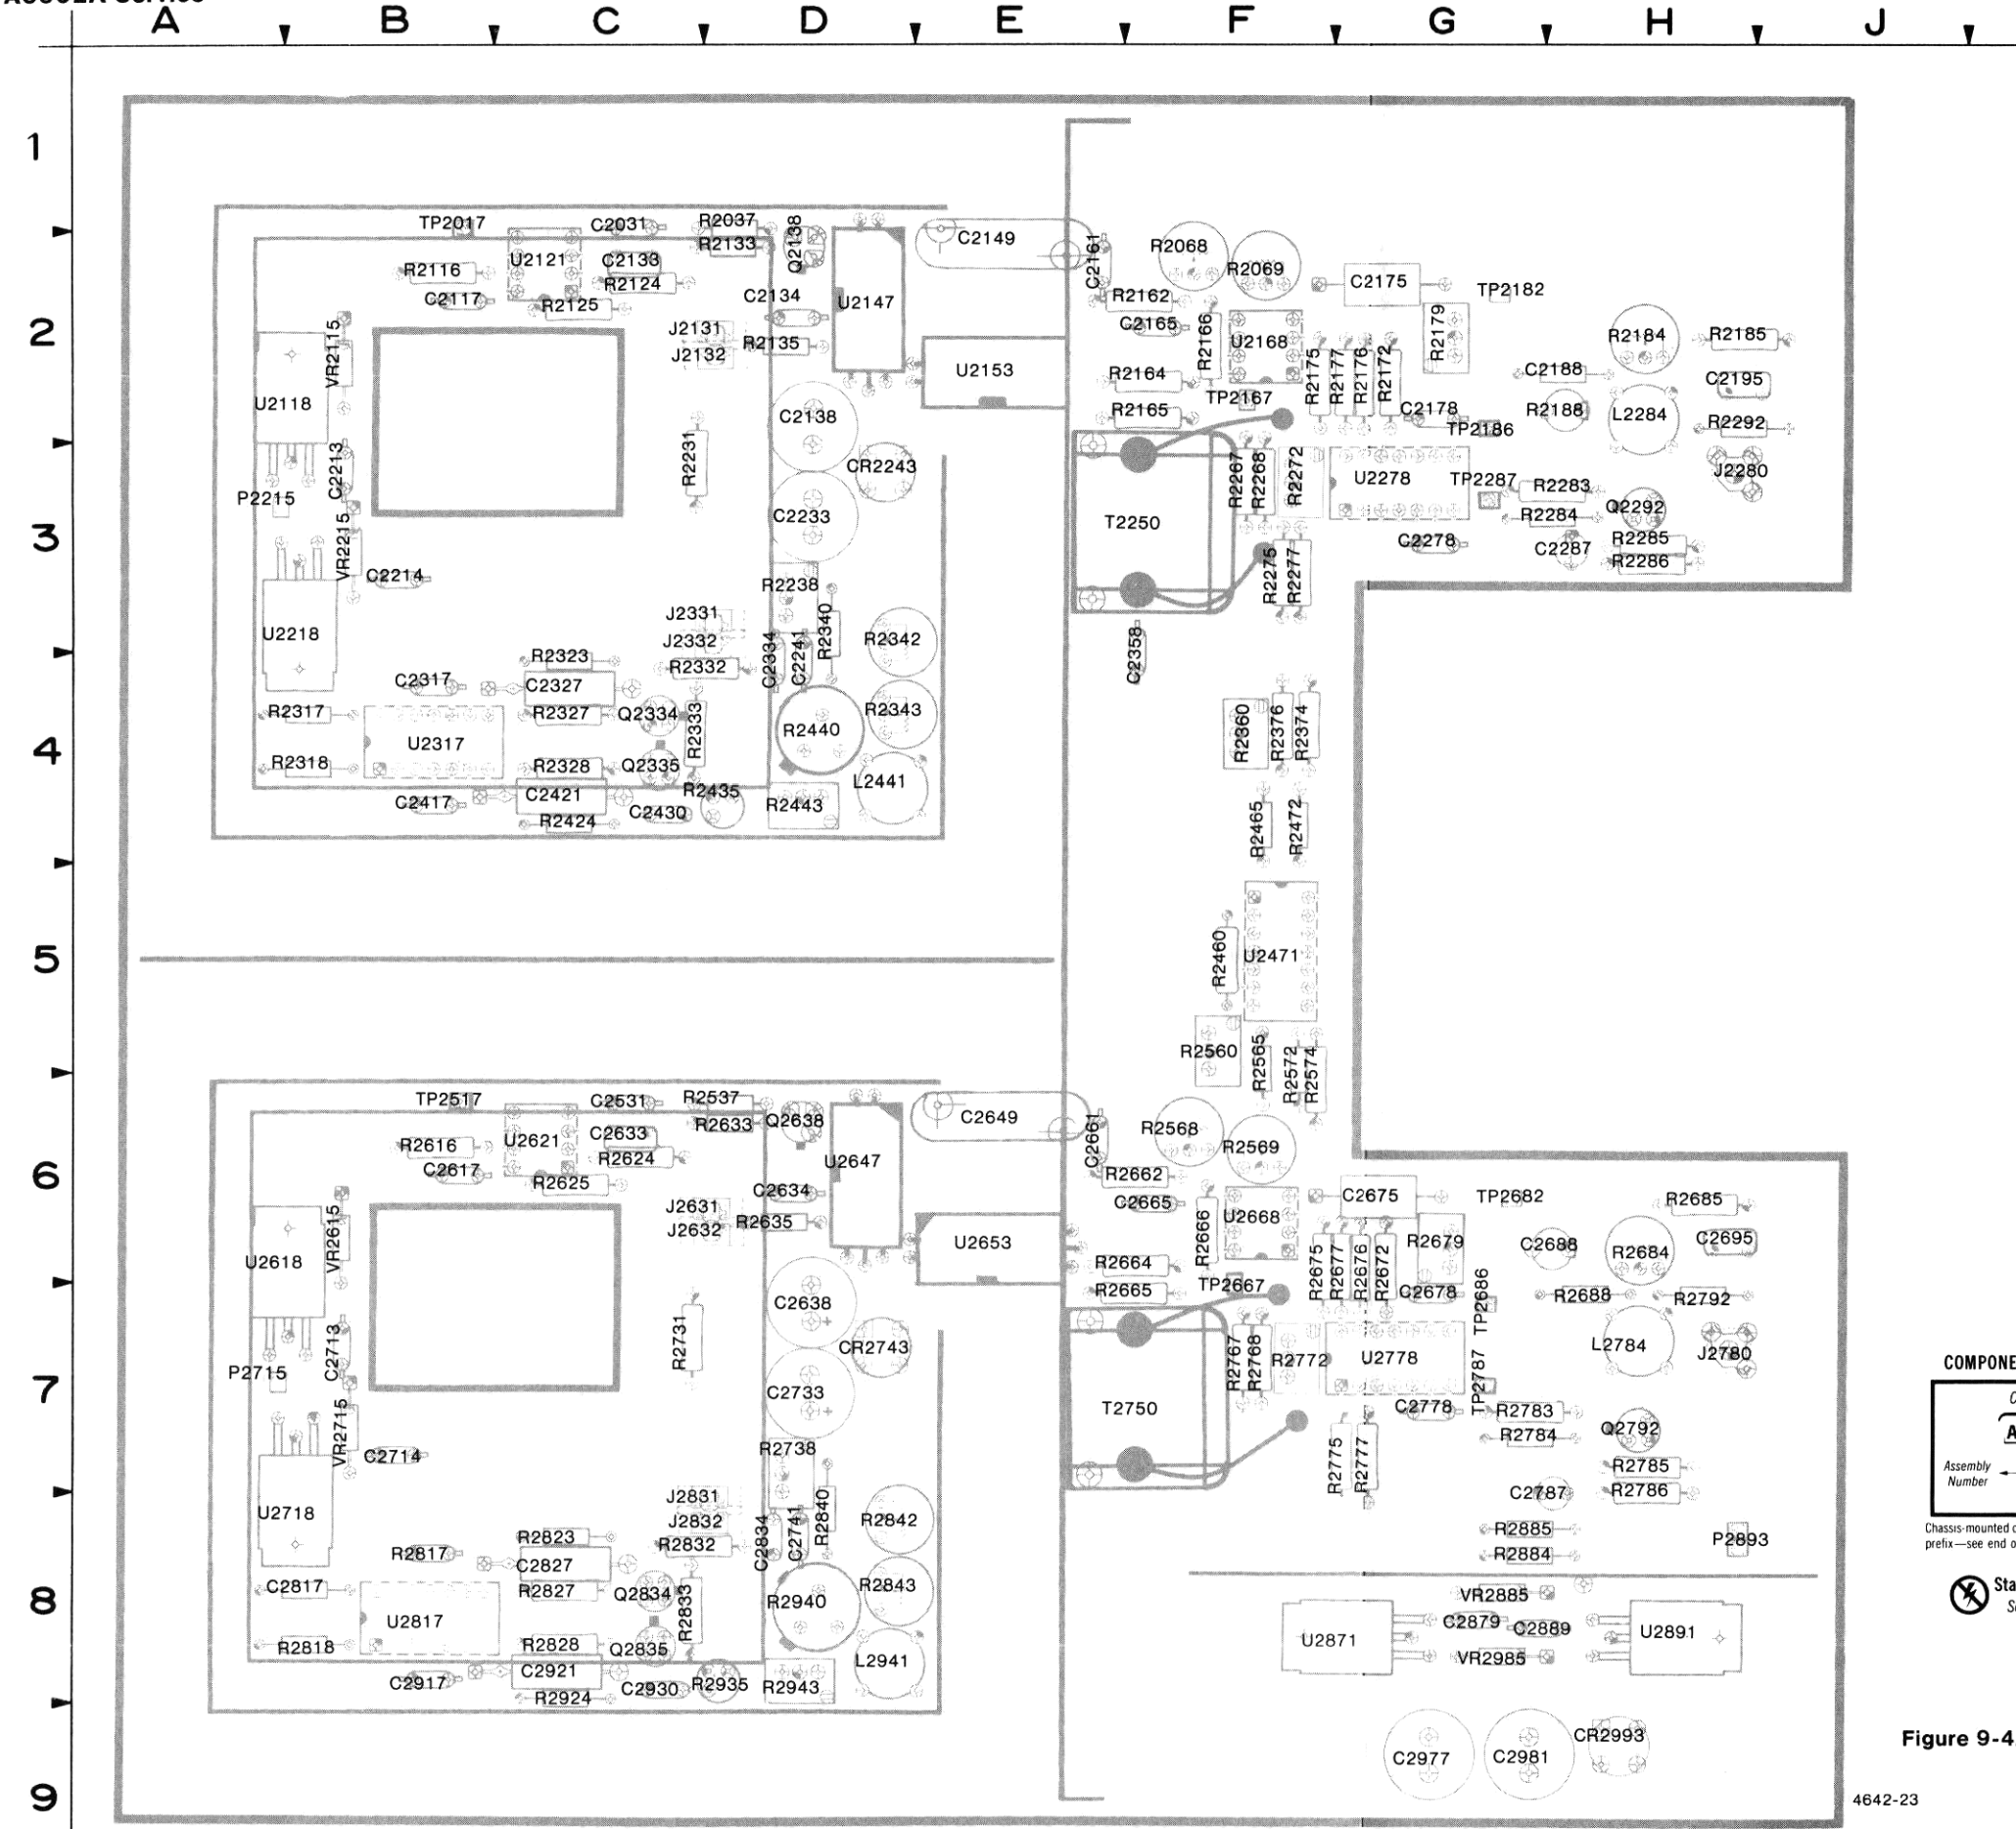 A B C D E F G H J
1
TP2017 C2031 R2037 Q2138 C2149 C2161 R2068
R2133
U2121 C2133 R2069
R2116 R2124 C2175
C2117 R2125 C2134 U2147 R2162 TP2182
2
VR2115 J2131 R2135 C2165 R2166 U2168 R2179 R2184 R2185
J2132
U2153 R2164 R2175 R2177 R2176 R2172 C2188 C2195
U2118 C2138 R2165 TP2167 C2178 R2188 L2284
TP2186 R2292
C2213 R2231 CR2243 R2267 R2268 R2272 U2278 TP2287 J2280
P2215 R2283
3
VR2215 C2233 T2250 R2284 Q2292
C2278 C2287 R2285
C2214 R2238 R2275 R2277 R2286
U2218 J2331 R2340 R2342
J2332 C2334 C2241 C2358
R2323 R2332
C2317 C2327
R2317 R2327 Q2334 R2333 R2440 R2343 R2360 R2376 R2374
4
U2317
R2318 R2328 Q2335 L2441
C2417 C2421 R2435 R2443
R2424 C2430 R2465 R2472
5
R2460 U2471
R2560 R2565 R2572 R2574
TP2517 C2531 R2537 Q2638 C2649 C2661 R2568
R2633
R2616 U2621 C2633 R2569
C2617 R2624 U2647
6
R2625 C2634 R2662 C2675 TP2682 R2685
J2631 R2635 C2665 R2666 U2668
J2632
U2618 VR2615 U2653 R2664 R2675 R2677 R2676 R2672 R2679 C2688 R2684 C2695
R2665 TP2667 C2678 TP2686 R2688 R2792
C2638
C2713 R2731 CR2743 R2767 R2768 R2772 U2778 L2784 J2780
P2715
7
C2733 T2750 TP2787
VR2715 C2778 R2783
C2714 R2738 R2775 R2777 R2784 Q2792
R2785
U2718 J2831 R2840 R2842 C2787 R2786
J2832 C2834 C2741
R2823 R2832 R2885 P2893
R2817 C2827 R2884
C2817 R2827 Q2834 R2833 R2940 R2843 VR2885
8
U2817 C2879 C2889
R2818 R2828 Q2835 L2941 U2871 U2891
C2917 C2921 R2935 R2943 VR2985
R2924 C2930
C2977 C2981 CR2993
9
Assembly
Number
Chassis-mounted
prefix—see end
Figure 9-4
4642-23